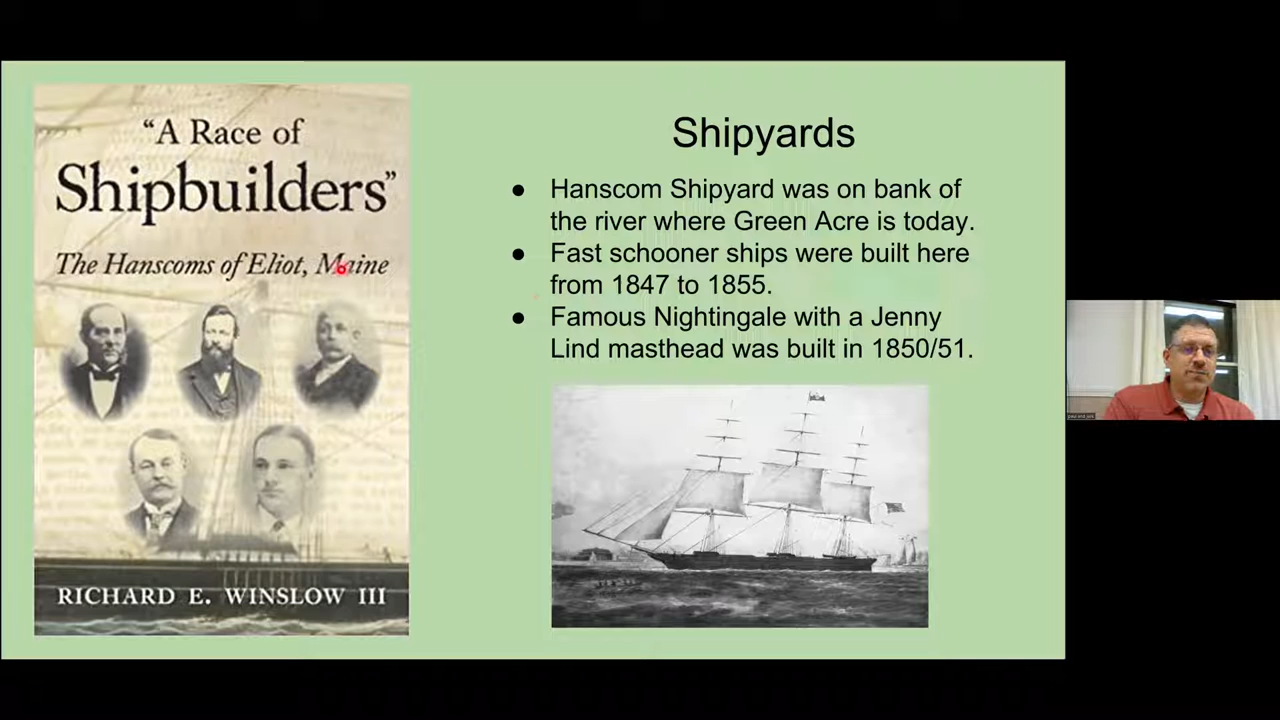 “A Race of
Shipbuilders”
The Hanscoms of Eliot, Maine
RICHARD E. WINSLOW III
Shipyards
● Hanscom Shipyard was on bank of
the river where Green Acre is today.
● Fast schooner ships were built here
from 1847 to 1855.
● Famous Nightingale with a Jenny
Lind masthead was built in 1850/51.